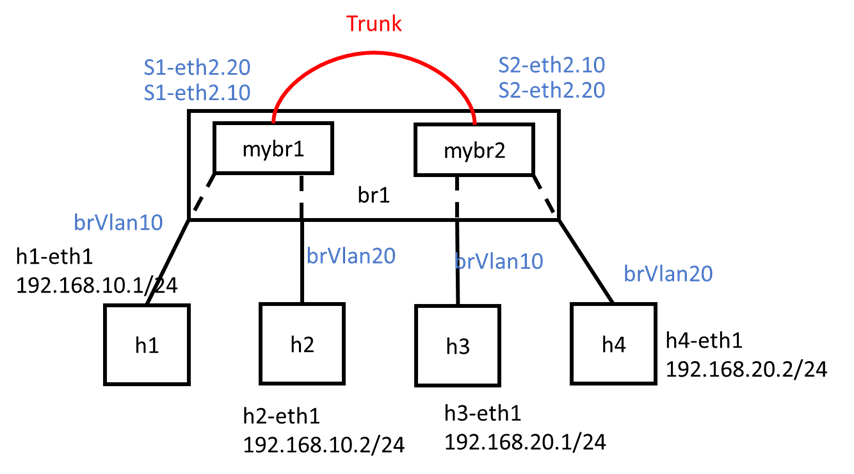 Trunk
S1-eth2.20
S1-eth2.10
S2-eth2.10
S2-eth2.20
mybr1
mybr2
br1
brVlan10
brVlan20
brVlan10
brVlan20
h1-eth1
192.168.10.1/24
h1
h2
h3
h4
h4-eth1
192.168.20.2/24
h2-eth1
192.168.10.2/24
h3-eth1
192.168.20.1/24